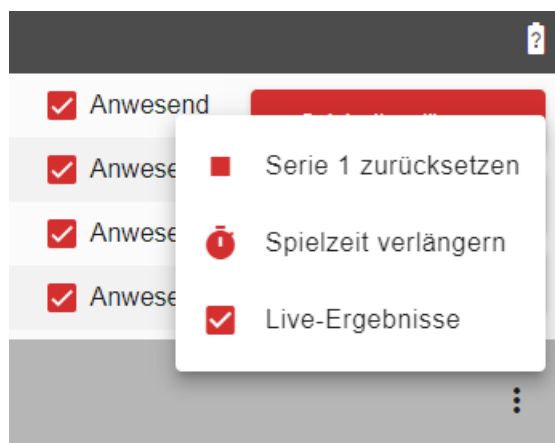 Anwesend
Anwese
Serie 1 zurücksetzen
Anwese
Spielzeit verlängern
Anwese
Live-Ergebnisse